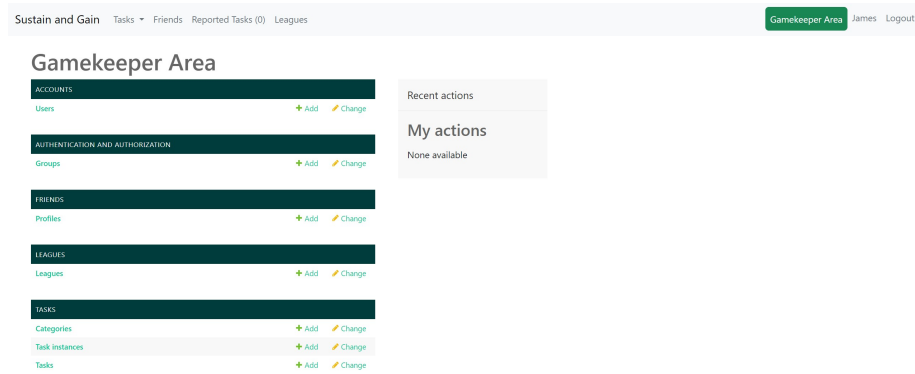 Sustain and Gain Tasks Friends Reported Tasks (0) Leagues Gamekeeper Area James Logout
Gamekeeper Area
ACCOUNTS
Users + Add Change
AUTHENTICATION AND AUTHORIZATION
Groups + Add Change
FRIENDS
Profiles + Add Change
LEAGUES
Leagues + Add Change
TASKS
Categories + Add Change
Task instances + Add Change
Tasks + Add Change
Recent actions
My actions
None available